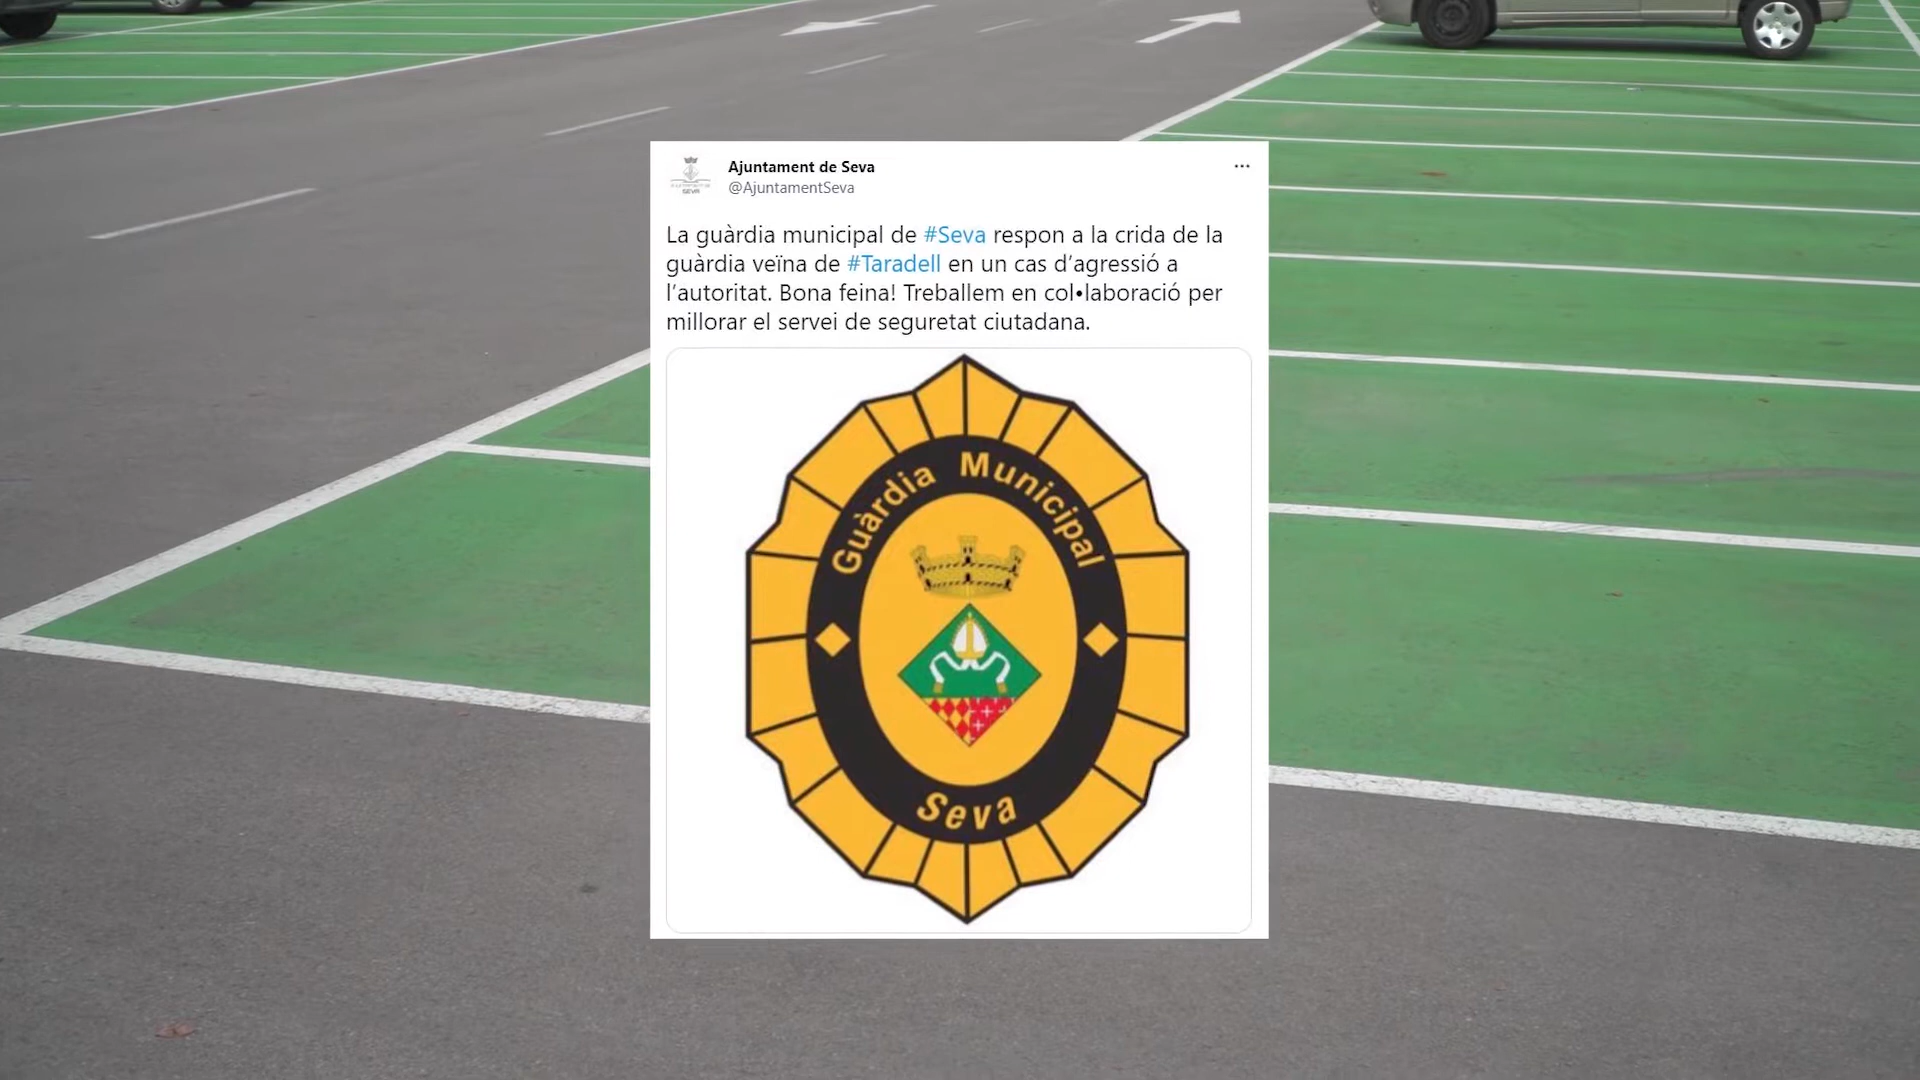 Ajuntament de Seva
@AjuntamentSeva
La guàrdia municipal de #Seva respon a la crida de la
guàrdia veïna de #Taradell en un cas d’agressió a
l’autoritat. Bona feina! Treballem en col•laboració per
millorar el servei de seguretat ciutadana.
Guàrdia Municipal
Seva